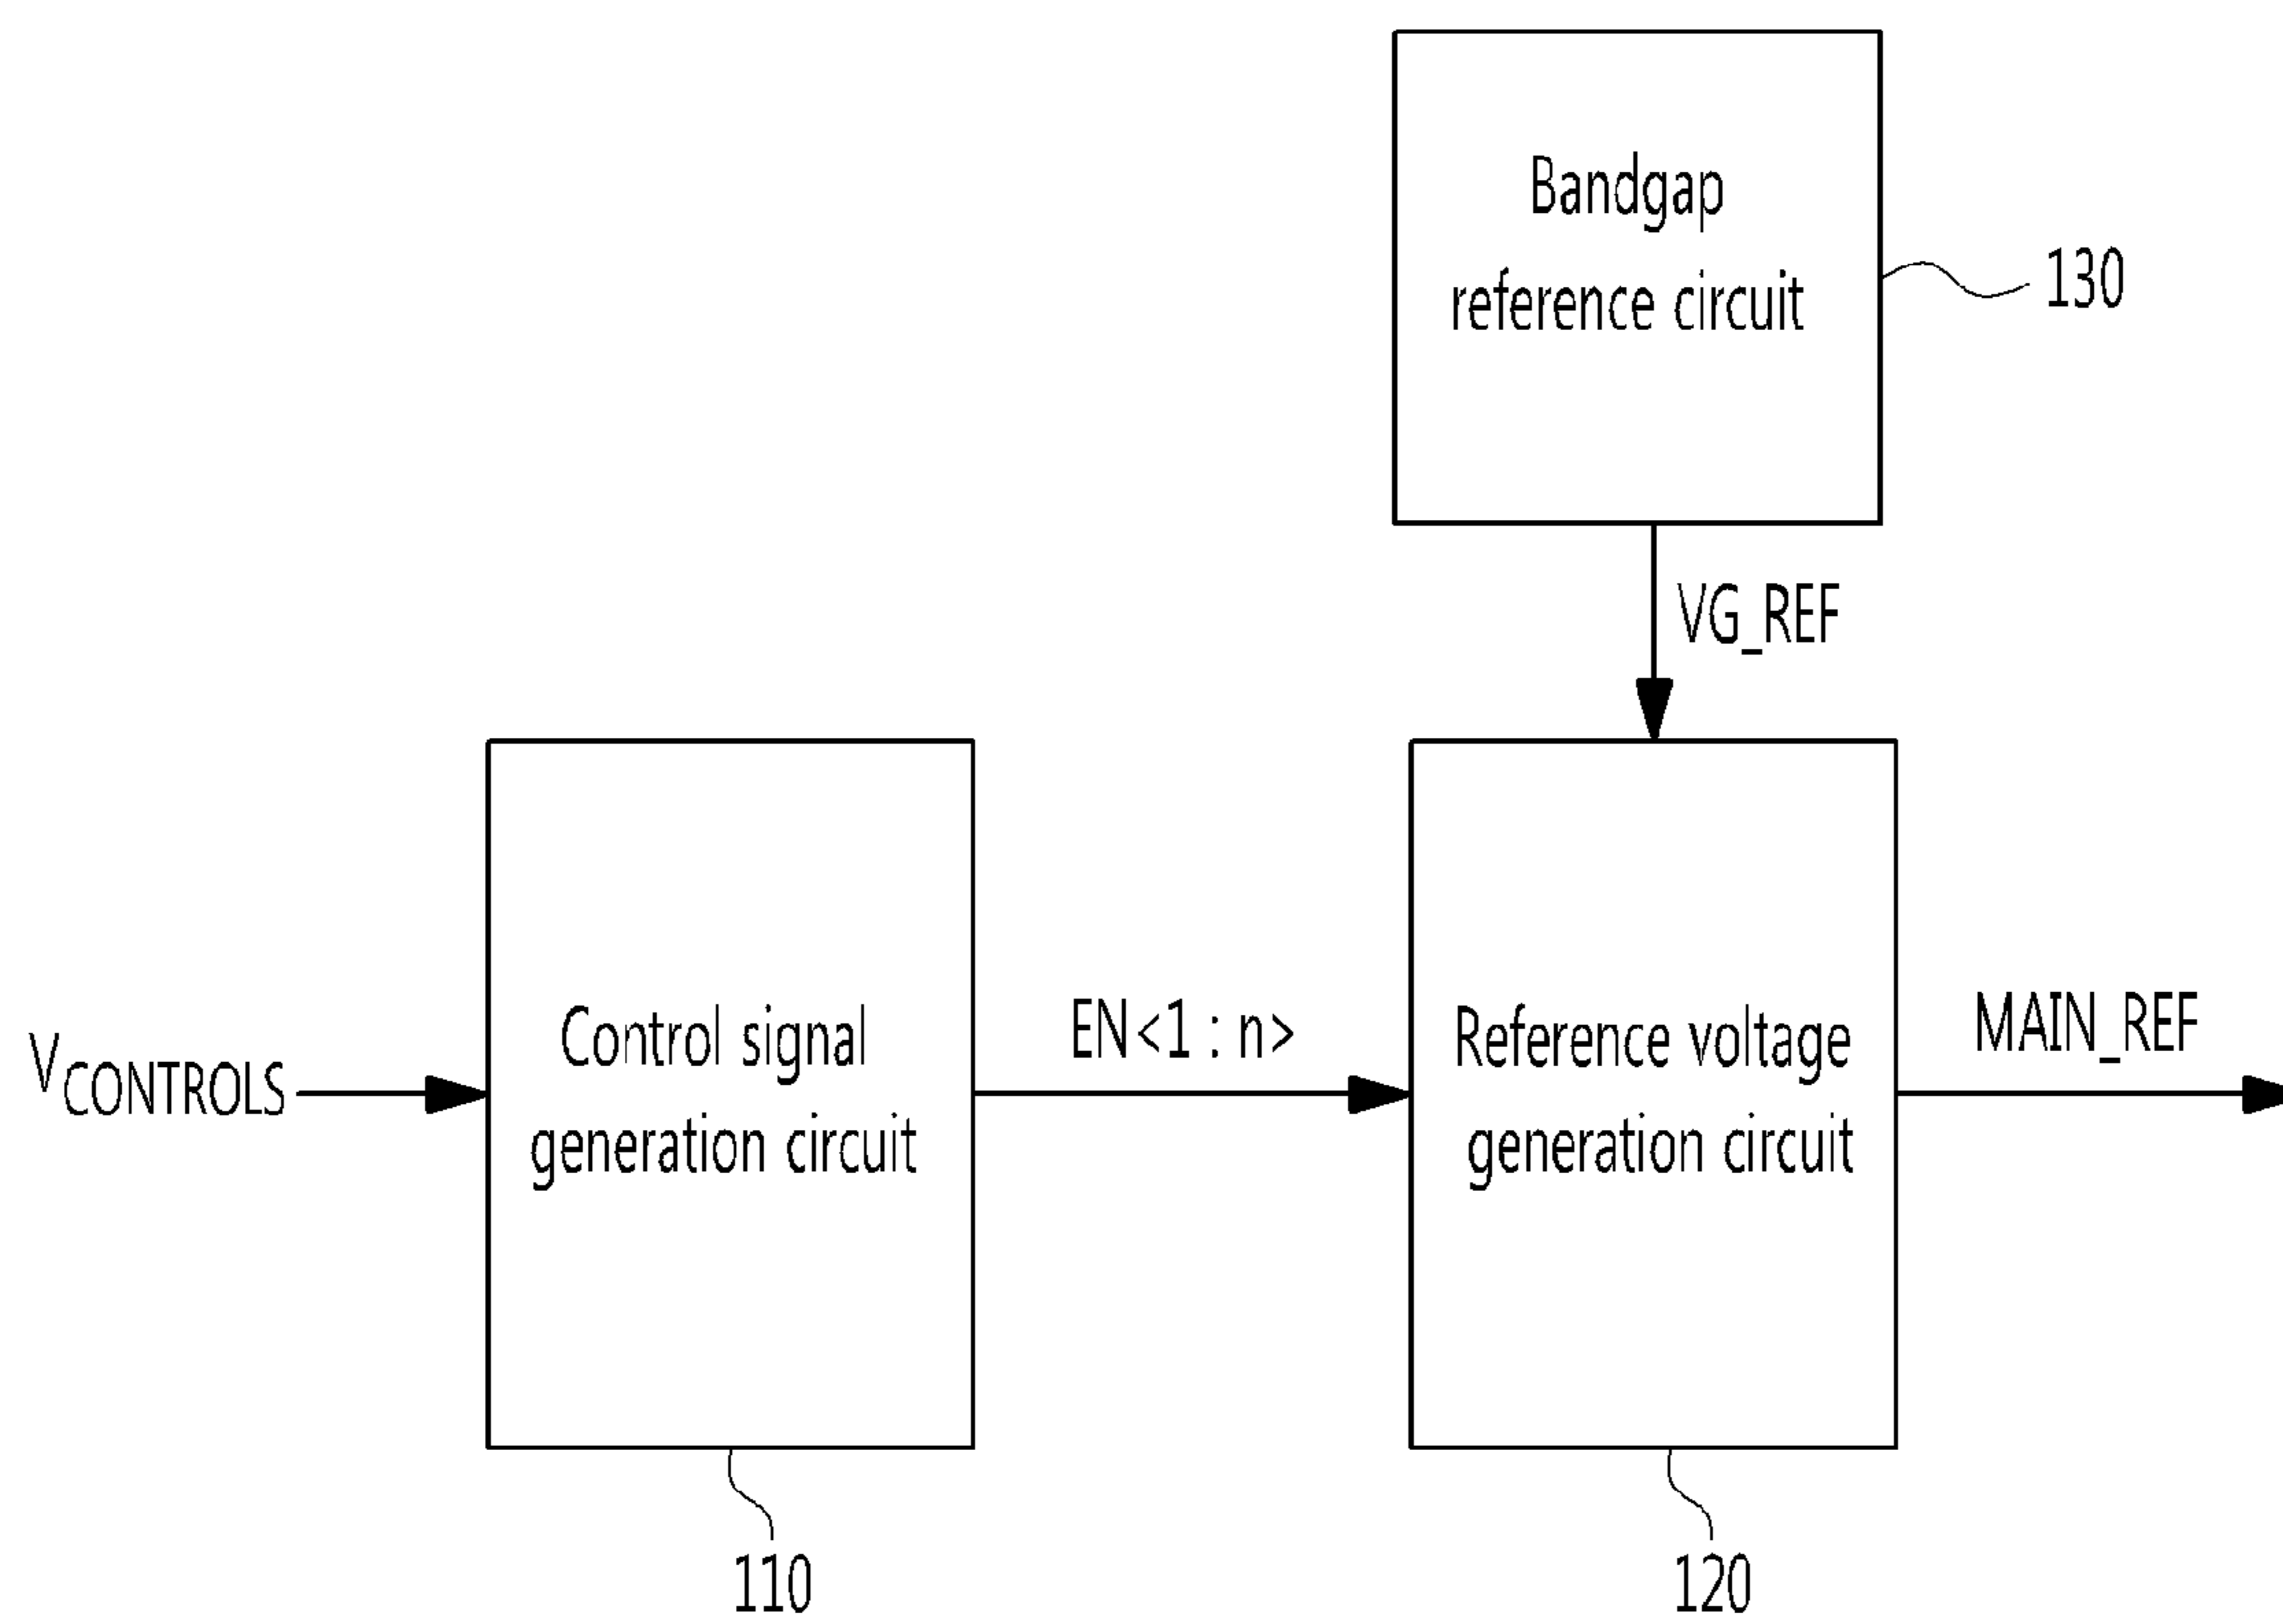 Bandgap
reference circuit
130
VG_REF
VCONTROLS
Control signal
generation circuit
EN<1 : n>
Reference voltage
generation circuit
MAIN_REF
110
120